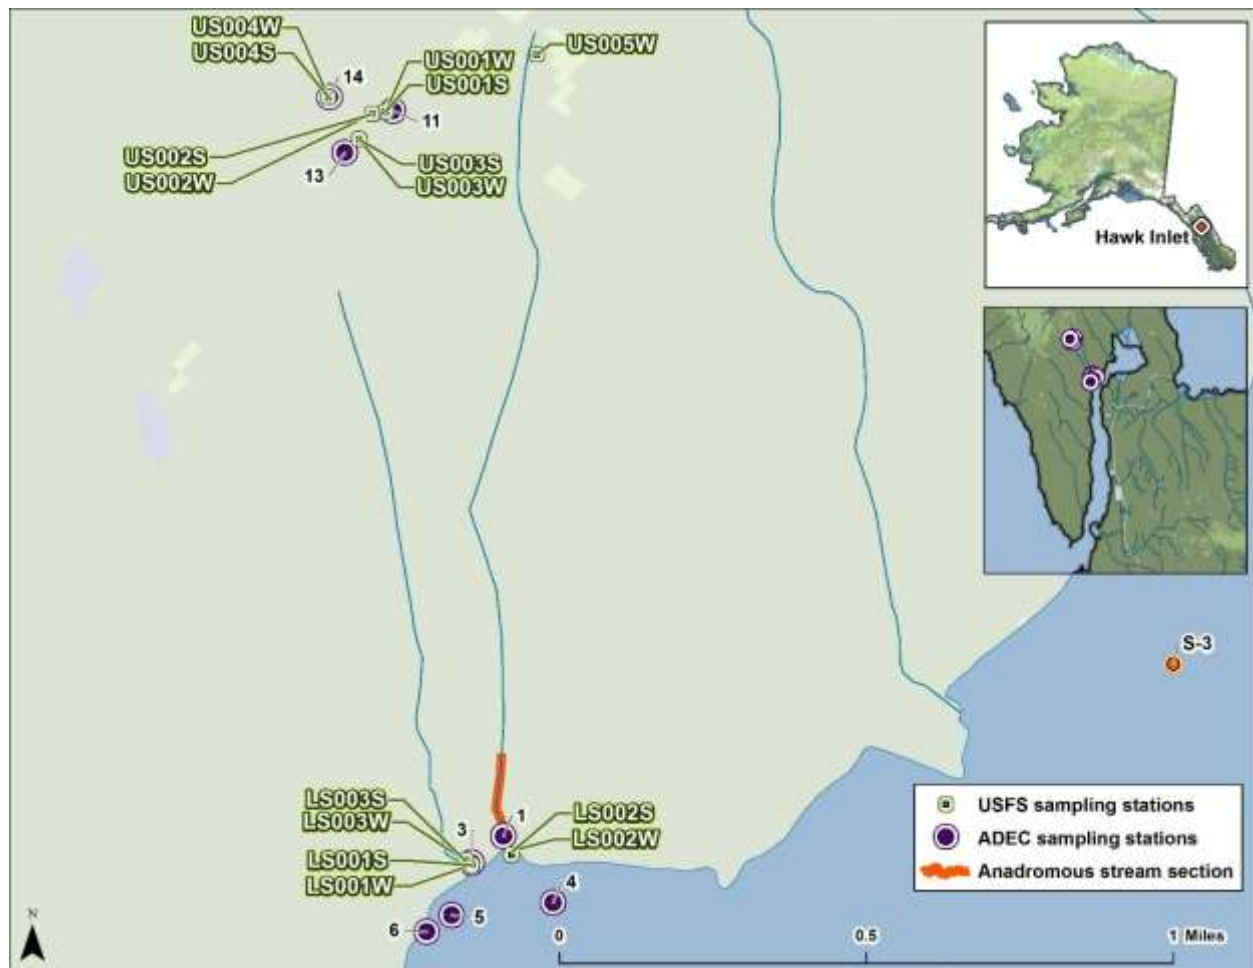 US004W
US004S
14
US001W
US001S
11
US005W
US002S
US002W
13
US003S
US003W
Hawk Inlet
S-3
LS003S
LS003W
3
1
LS002S
LS002W
LS001S
LS001W
4
5
6
USFS sampling stations
ADEC sampling stations
Anadromous stream section
N
0 0.5 1 Miles